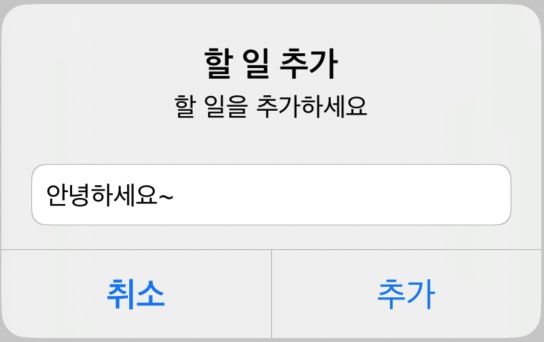 할 일 추가
할 일을 추가하세요
안녕하세요~
취소
추가